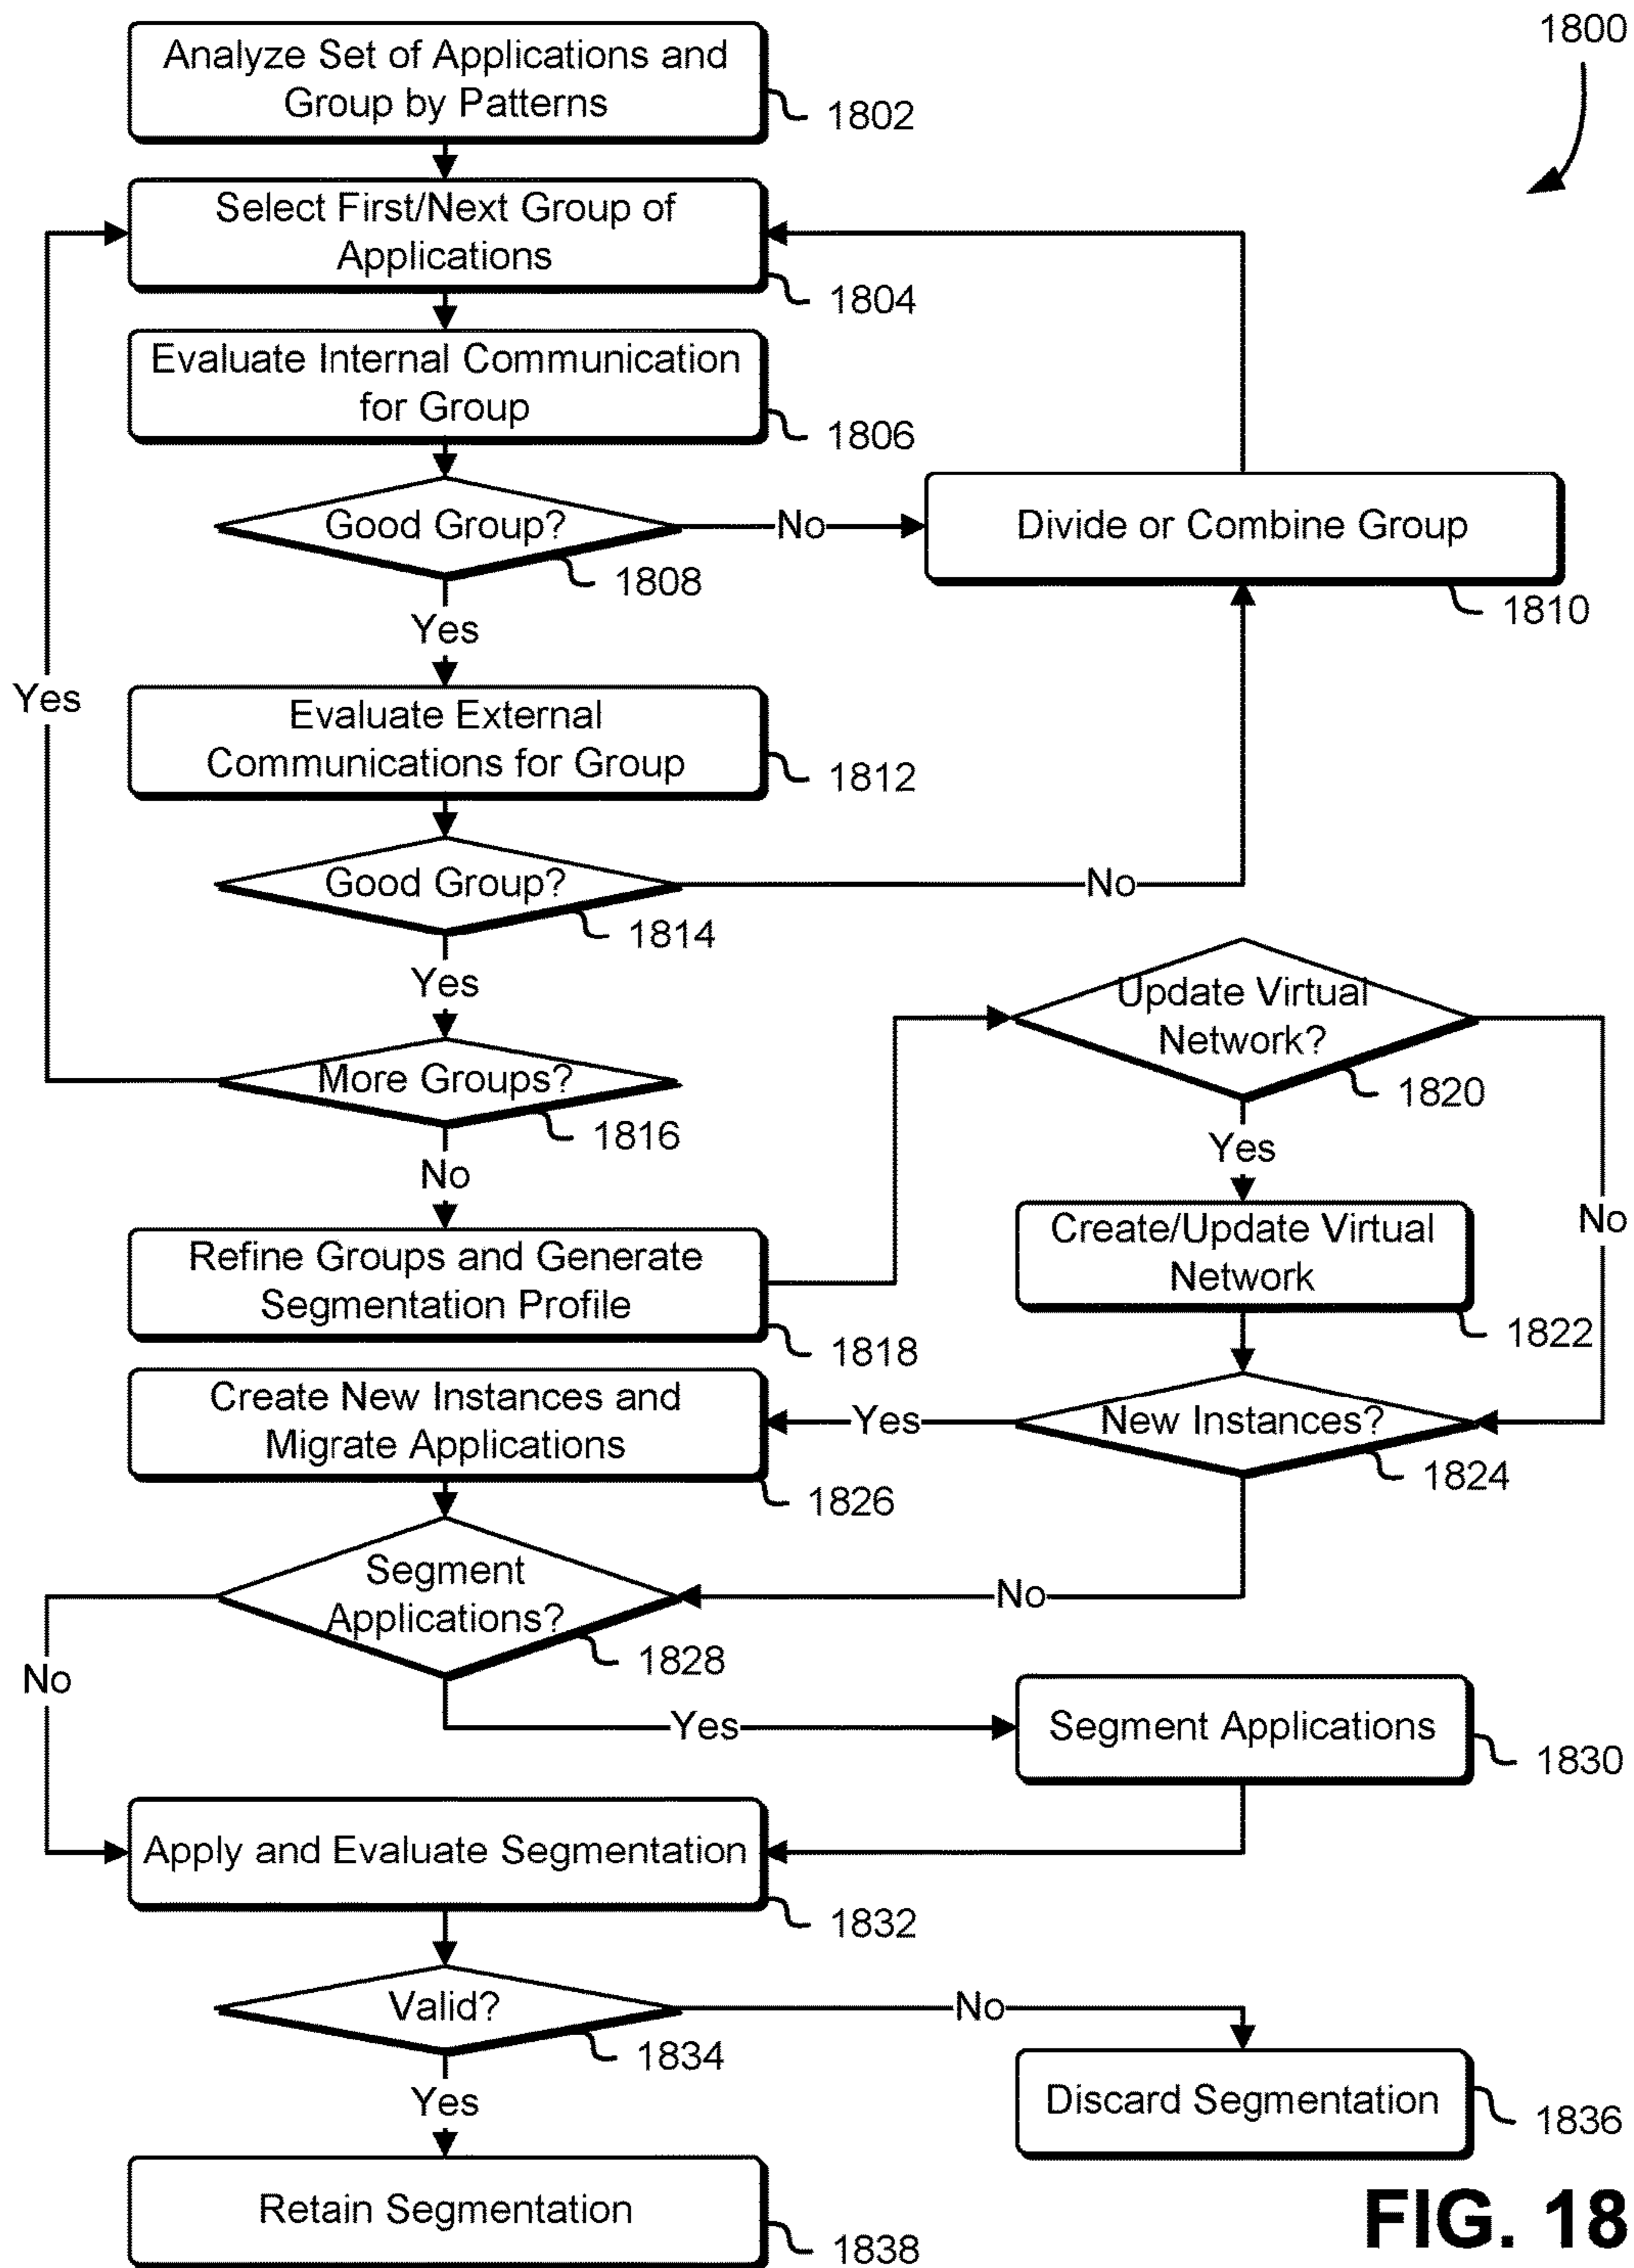 1800
Analyze Set of Applications and
Group by Patterns
1802
Select First/Next Group of
Applications
1804
Evaluate Internal Communication
for Group
1806
Good Group?
1808
No
Divide or Combine Group
1810
Yes
Yes
Evaluate External
Communications for Group
1812
Good Group?
1814
No
Yes
More Groups?
1816
No
Refine Groups and Generate
Segmentation Profile
1818
Update Virtual
Network?
1820
Yes
No
Create/Update Virtual
Network
1822
New Instances?
1824
Yes
Create New Instances and
Migrate Applications
1826
No
Segment
Applications?
1828
No
Yes
Segment Applications
1830
Apply and Evaluate Segmentation
1832
Valid?
1834
No
Discard Segmentation
1836
Yes
Retain Segmentation
1838
FIG. 18